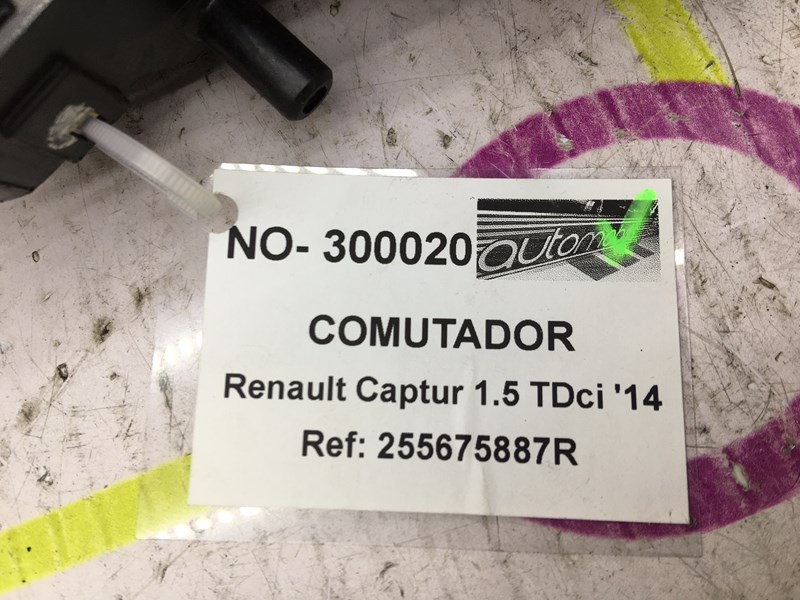 NO- 300020
COMUTADOR
Renault Captur 1.5 TDci '14
Ref: 255675887R